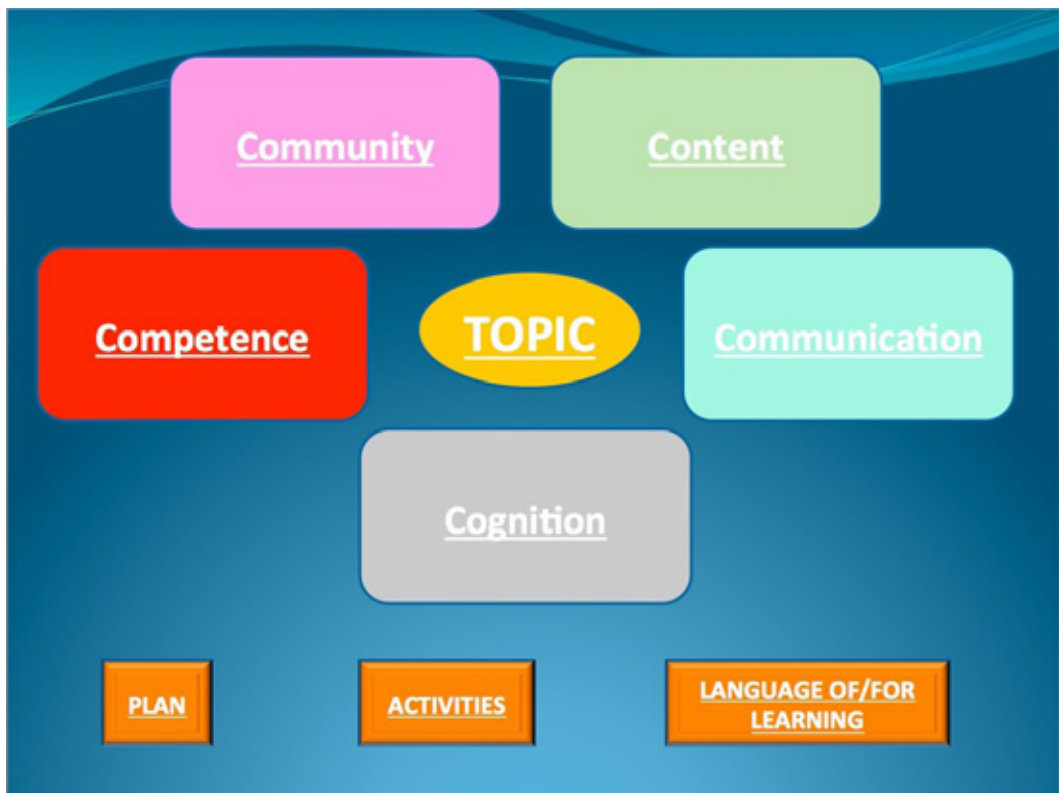 Community
Content
Competence
TOPIC
Communication
Cognition
PLAN
ACTIVITIES
LANGUAGE OF/FOR
LEARNING